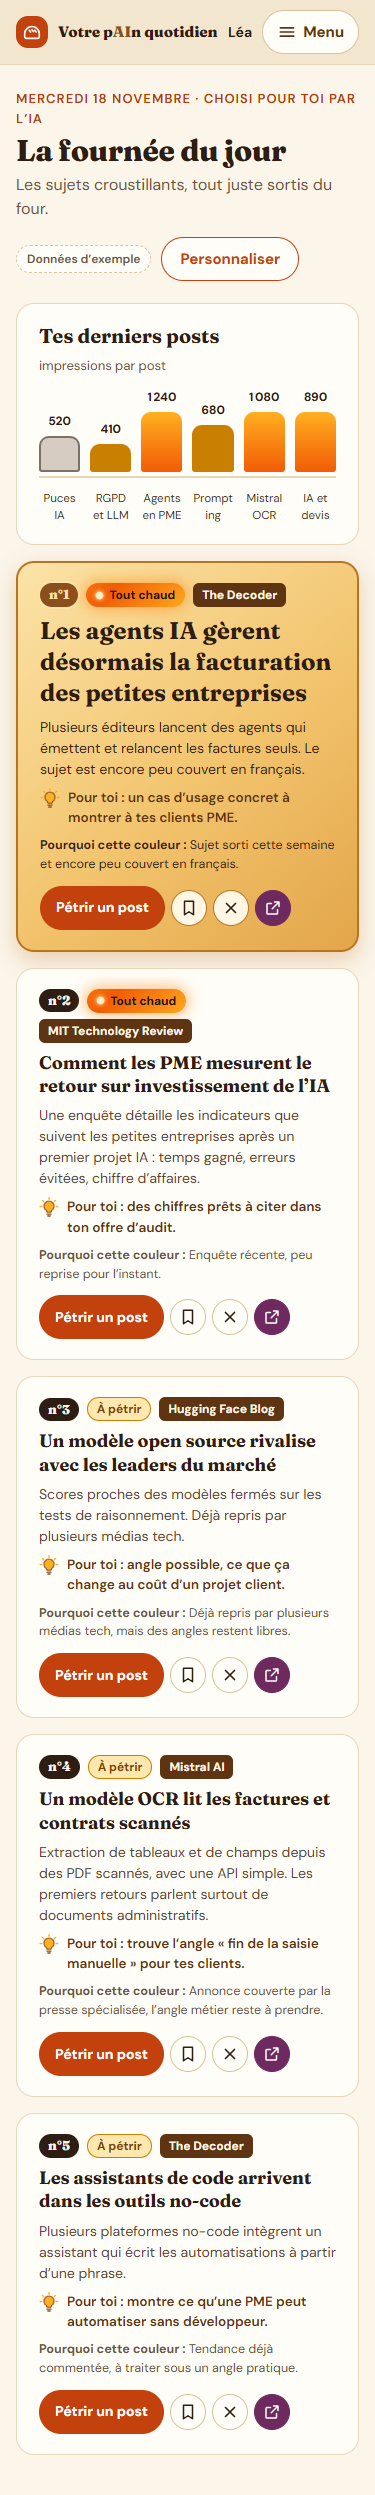 Votre pAIn quotidien Léa Menu
MERCREDI 18 NOVEMBRE · CHOISI POUR TOI PAR
L’IA
La fournée du jour
Les sujets croustillants, tout juste sortis du
four.
Données d’exemple Personnaliser
Tes derniers posts
impressions par post
520 410 1 240 680 1 080 890
Puces RGPD Agents Prompt Mistral IA et
IA et LLM en PME ing OCR devis
n°1 Tout chaud The Decoder
Les agents IA gèrent
désormais la facturation
des petites entreprises
Plusieurs éditeurs lancent des agents qui
émettent et relancent les factures seuls. Le
sujet est encore peu couvert en français.
Pour toi : un cas d’usage concret à
montrer à tes clients PME.
Pourquoi cette couleur : Sujet sorti cette semaine
et encore peu couvert en français.
Pétrir un post
n°2 Tout chaud
MIT Technology Review
Comment les PME mesurent le
retour sur investissement de l’IA
Une enquête détaille les indicateurs que
suivent les petites entreprises après un
premier projet IA : temps gagné, erreurs
évitées, chiffre d’affaires.
Pour toi : des chiffres prêts à citer dans
ton offre d’audit.
Pourquoi cette couleur : Enquête récente, peu
reprise pour l’instant.
Pétrir un post
n°3 À pétrir Hugging Face Blog
Un modèle open source rivalise
avec les leaders du marché
Scores proches des modèles fermés sur les
tests de raisonnement. Déjà repris par
plusieurs médias tech.
Pour toi : angle possible, ce que ça
change au coût d’un projet client.
Pourquoi cette couleur : Déjà repris par plusieurs
médias tech, mais des angles restent libres.
Pétrir un post
n°4 À pétrir Mistral AI
Un modèle OCR lit les factures et
contrats scannés
Extraction de tableaux et de champs depuis
des PDF scannés, avec une API simple. Les
premiers retours parlent surtout de
documents administratifs.
Pour toi : trouve l’angle « fin de la saisie
manuelle » pour tes clients.
Pourquoi cette couleur : Annonce couverte par la
presse spécialisée, l’angle métier reste à prendre.
Pétrir un post
n°5 À pétrir The Decoder
Les assistants de code arrivent
dans les outils no-code
Plusieurs plateformes no-code intègrent un
assistant qui écrit les automatisations à partir
d’une phrase.
Pour toi : montre ce qu’une PME peut
automatiser sans développeur.
Pourquoi cette couleur : Tendance déjà
commentée, à traiter sous un angle pratique.
Pétrir un post